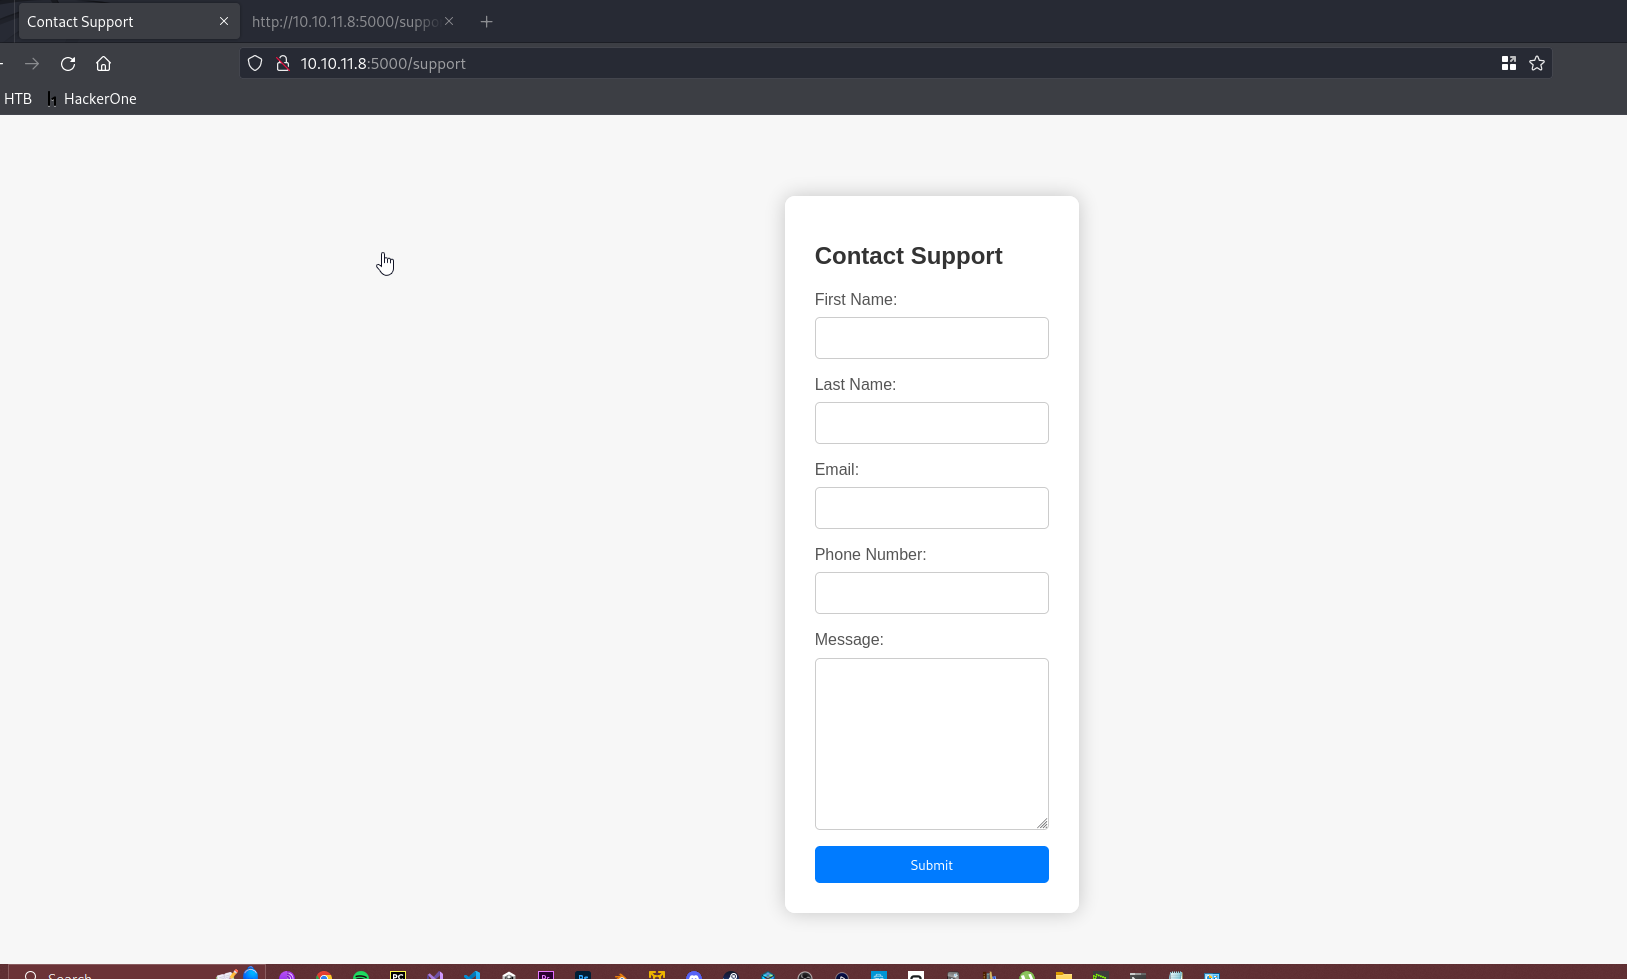 Contact Support
http://10.10.11.8:5000/suppo
10.10.11.8:5000/support
HTB
HackerOne
Contact Support
First Name:
Last Name:
Email:
Phone Number:
Message:
Submit
Search